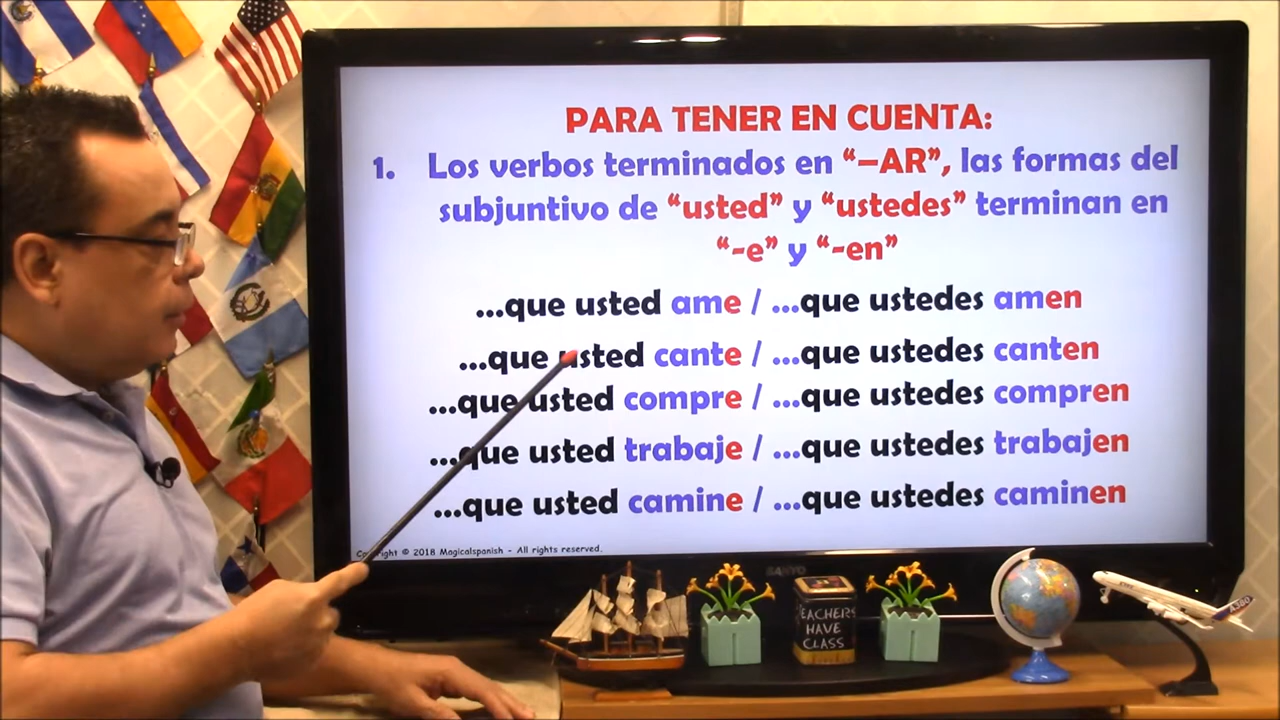 PARA TENER EN CUENTA:
1. Los verbos terminados en “–AR”, las formas del
subjuntivo de “usted” y “ustedes” terminan en
“-e” y “-en”
...que usted ame / ...que ustedes amen
...que usted cante / ...que ustedes canten
...que usted compre / ...que ustedes compren
...que usted trabaje / ...que ustedes trabajen
...que usted camine / ...que ustedes caminen
Copyright © 2018 Magicalspanish - All rights reserved.
SANYO
TEACHERS
HAVE
CLASS
A380